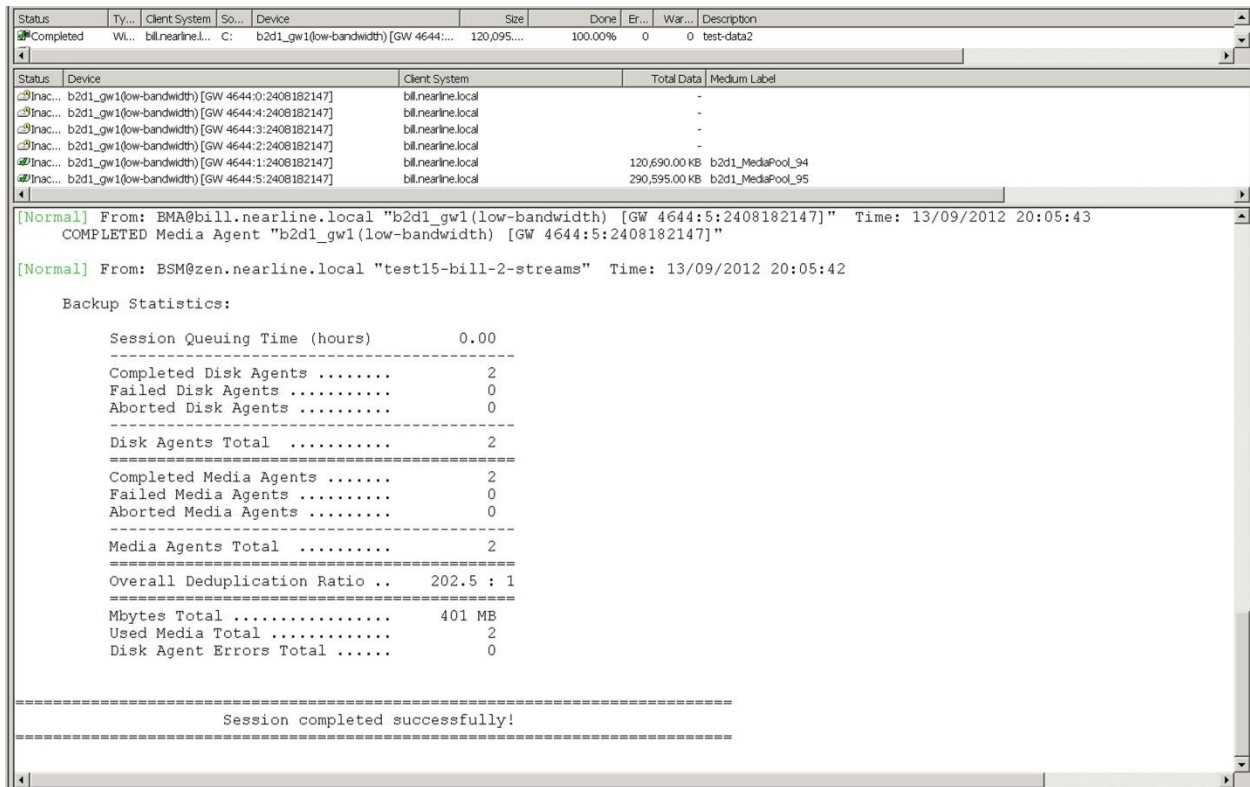 Status Ty... Client System So... Device Size Done Er... War... Description
Completed Wi... bill.nearline.l... C: b2d1_gw1(low-bandwidth) [GW 4644:... 120,095.... 100.00% 0 0 test-data2
Status Device Client System Total Data Medium Label
Inac... b2d1_gw1(low-bandwidth) [GW 4644:0:2408182147] bill.nearline.local -
Inac... b2d1_gw1(low-bandwidth) [GW 4644:4:2408182147] bill.nearline.local -
Inac... b2d1_gw1(low-bandwidth) [GW 4644:3:2408182147] bill.nearline.local -
Inac... b2d1_gw1(low-bandwidth) [GW 4644:2:2408182147] bill.nearline.local -
Inac... b2d1_gw1(low-bandwidth) [GW 4644:1:2408182147] bill.nearline.local 120,690.00 KB b2d1_MediaPool_94
Inac... b2d1_gw1(low-bandwidth) [GW 4644:5:2408182147] bill.nearline.local 290,595.00 KB b2d1_MediaPool_95
[Normal] From: BMA@bill.nearline.local "b2d1_gw1(low-bandwidth) [GW 4644:5:2408182147]" Time: 13/09/2012 20:05:43
COMPLETED Media Agent "b2d1_gw1(low-bandwidth) [GW 4644:5:2408182147]"
[Normal] From: BSM@zen.nearline.local "test15-bill-2-streams" Time: 13/09/2012 20:05:42
Backup Statistics:
Session Queuing Time (hours) 0.00
-------------------------------------------
Completed Disk Agents ........ 2
Failed Disk Agents ........... 0
Aborted Disk Agents .......... 0
-------------------------------------------
Disk Agents Total ........... 2
===========================================
Completed Media Agents ....... 2
Failed Media Agents .......... 0
Aborted Media Agents ......... 0
-------------------------------------------
Media Agents Total .......... 2
===========================================
Overall Deduplication Ratio .. 202.5 : 1
===========================================
Mbytes Total ................. 401 MB
Used Media Total ............. 2
Disk Agent Errors Total ...... 0
============================================================================
Session completed successfully!
============================================================================